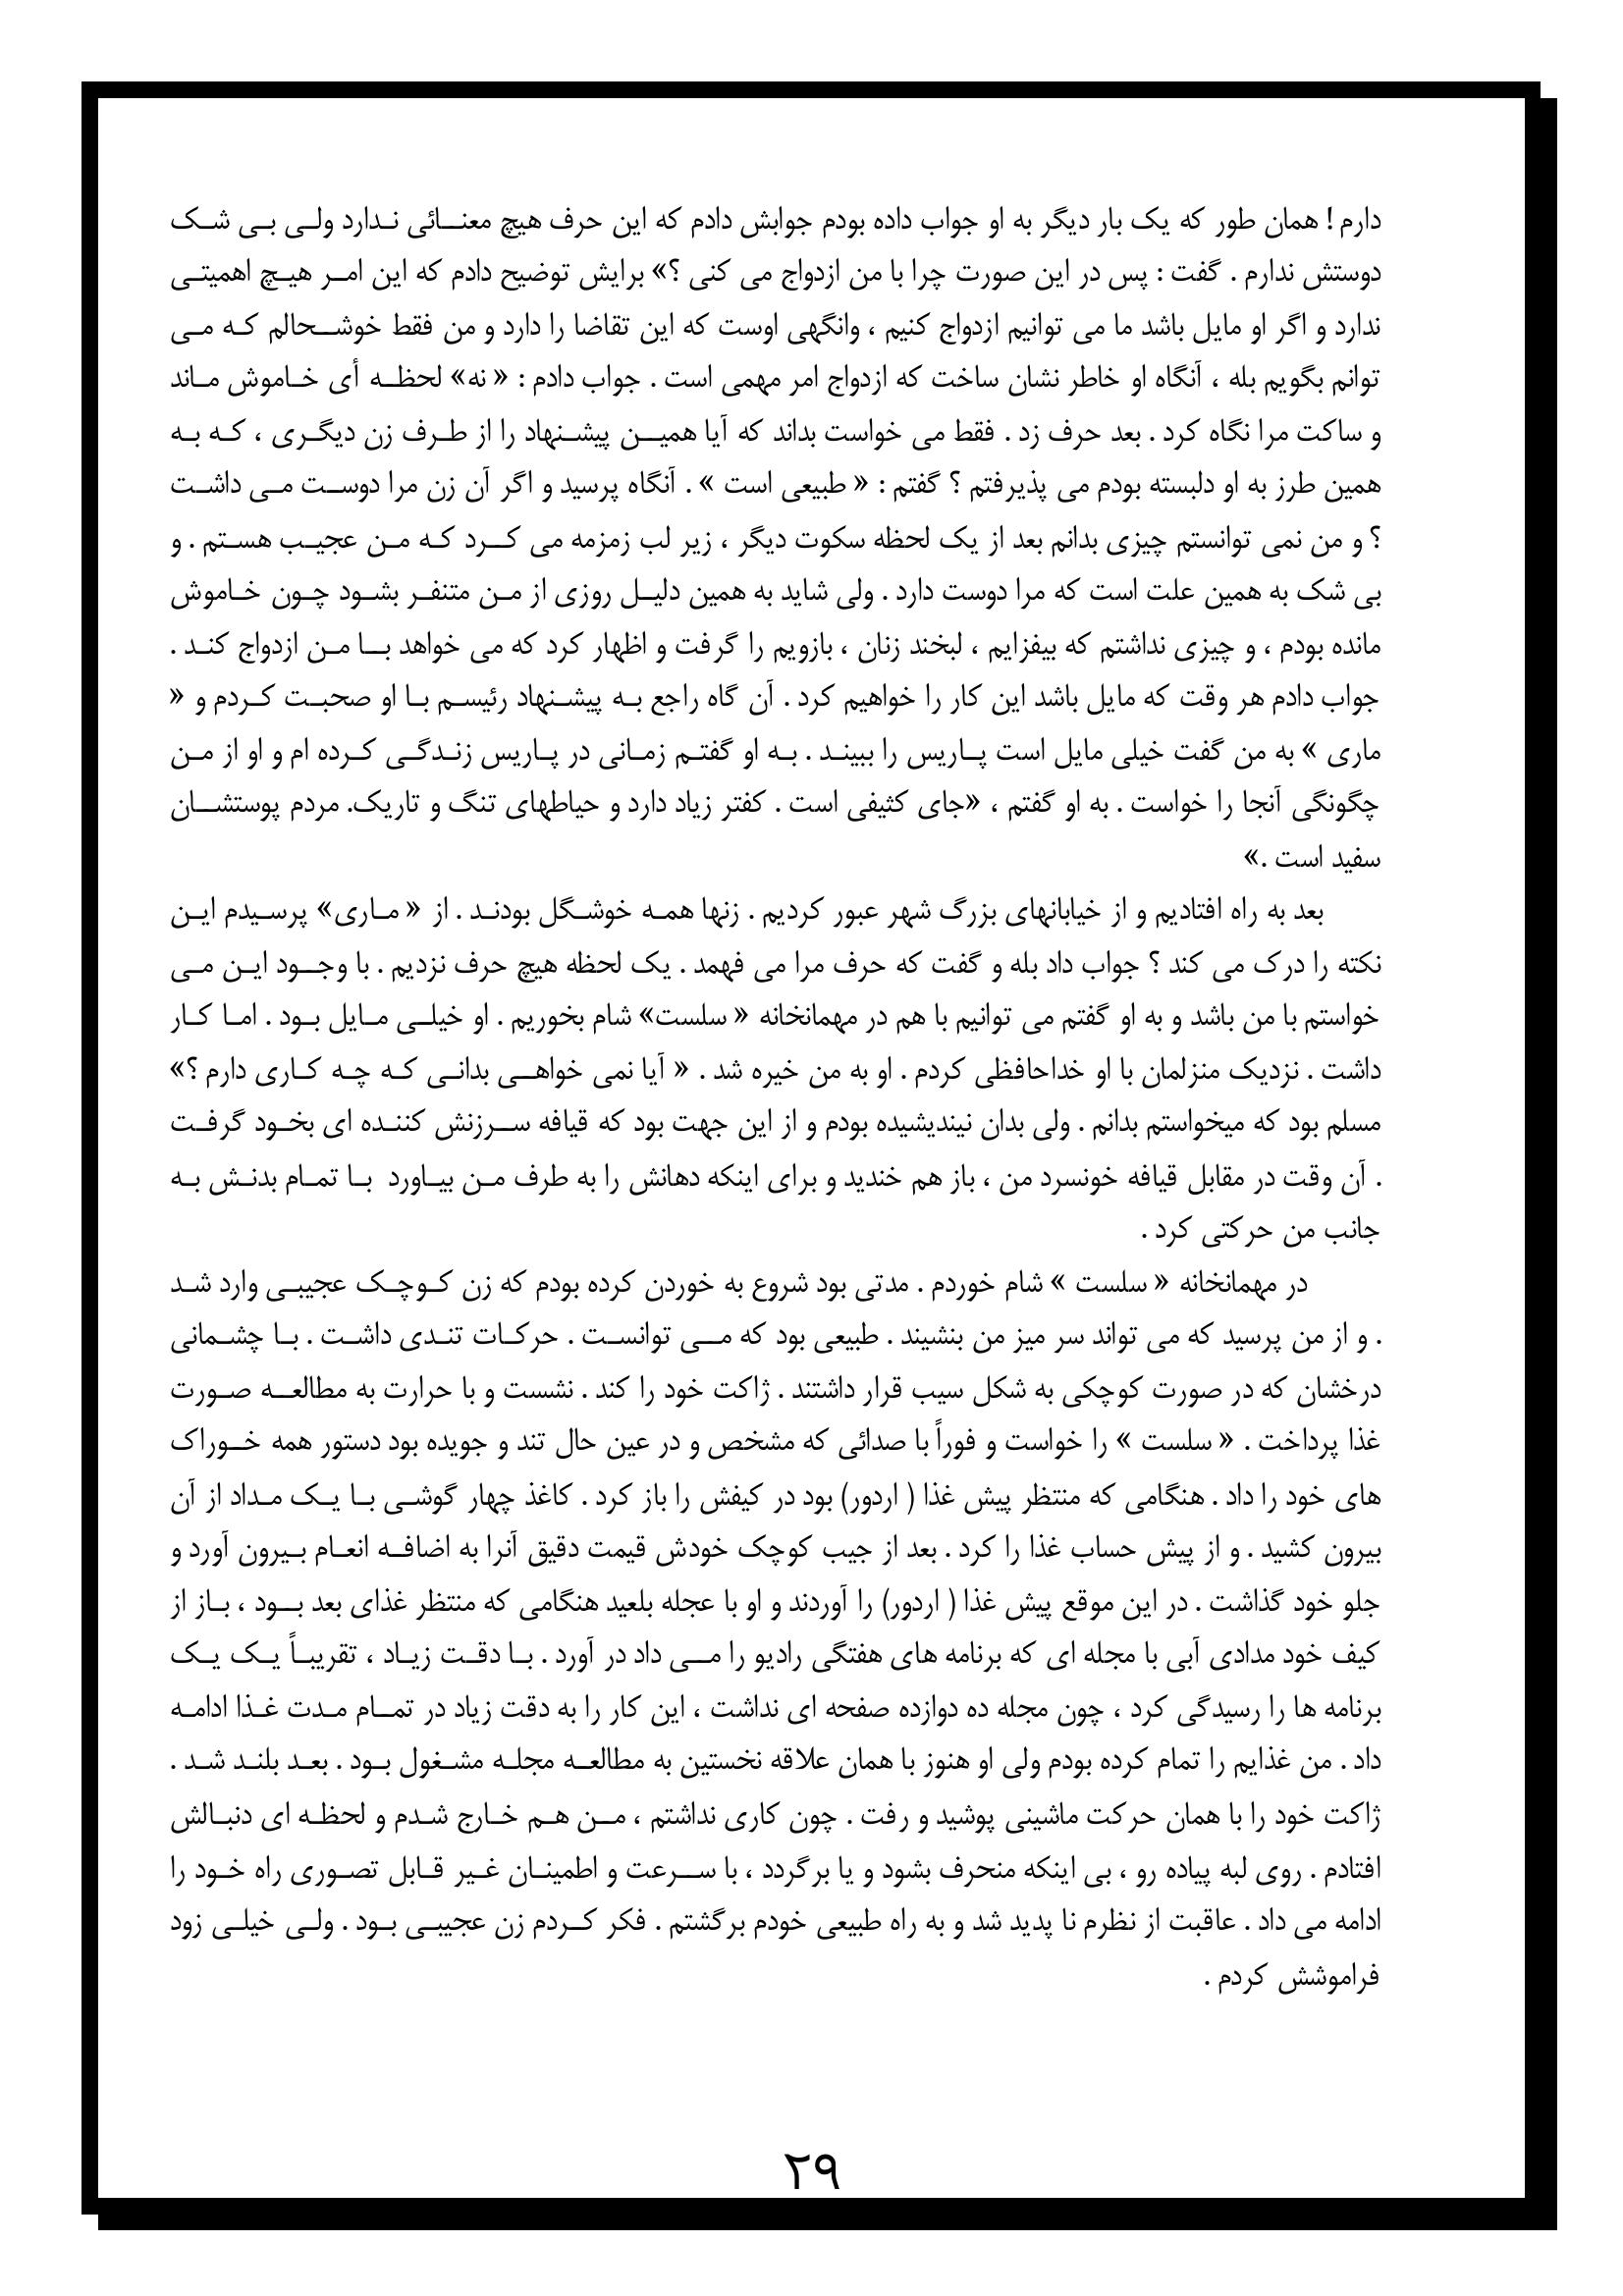 دارم ! همان طور که یک بار دیگر به او جواب داده بودم جوابش دادم که این حرف هیچ معنائی ندارد ولی بی شک
دوستش ندارم . گفت : پس در این صورت چرا با من ازدواج می کنی ؟» برایش توضیح دادم که این امر هیچ اهمیتی
ندارد و اگر او مایل باشد ما می توانیم ازدواج کنیم ، وانگهی اوست که این تقاضا را دارد و من فقط خوشحالم که می
توانم بگویم بله ، آنگاه او خاطر نشان ساخت که ازدواج امر مهمی است . جواب دادم : « نه» لحظه أی خاموش ماند
و ساکت مرا نگاه کرد . بعد حرف زد . فقط می خواست بداند که آیا همین پیشنهاد را از طرف زن دیگری ، که به
همین طرز به او دلبسته بودم می پذیرفتم ؟ گفتم : « طبیعی است » . آنگاه پرسید و اگر آن زن مرا دوست می داشت
؟ و من نمی توانستم چیزی بدانم بعد از یک لحظه سکوت دیگر ، زیر لب زمزمه می کرد که من عجیب هستم . و
بی شک به همین علت است که مرا دوست دارد . ولی شاید به همین دلیل روزی از من متنفر بشود چون خاموش
مانده بودم ، و چیزی نداشتم که بیفزایم ، لبخند زنان ، بازویم را گرفت و اظهار کرد که می خواهد با من ازدواج کند .
جواب دادم هر وقت که مایل باشد این کار را خواهیم کرد . آن گاه راجع به پیشنهاد رئیسم با او صحبت کردم و «
ماری » به من گفت خیلی مایل است پاریس را ببیند . به او گفتم زمانی در پاریس زندگی کرده ام و او از من
چگونگی آنجا را خواست . به او گفتم ، «جای کثیفی است . کفتر زیاد دارد و حیاطهای تنگ و تاریک. مردم پوستشان
سفید است .»
بعد به راه افتادیم و از خیابانهای بزرگ شهر عبور کردیم . زنها همه خوشگل بودند . از « ماری» پرسیدم این
نکته را درک می کند ؟ جواب داد بله و گفت که حرف مرا می فهمد . یک لحظه هیچ حرف نزدیم . با وجود این می
خواستم با من باشد و به او گفتم می توانیم با هم در مهمانخانه « سلست» شام بخوریم . او خیلی مایل بود . اما کار
داشت . نزدیک منزلمان با او خداحافظی کردم . او به من خیره شد . « آیا نمی خواهی بدانی که چه کاری دارم ؟»
مسلم بود که میخواستم بدانم . ولی بدان نیندیشیده بودم و از این جهت بود که قیافه سرزنش کننده ای بخود گرفت
. آن وقت در مقابل قیافه خونسرد من ، باز هم خندید و برای اینکه دهانش را به طرف من بیاورد با تمام بدنش به
جانب من حرکتی کرد .
در مهمانخانه « سلست » شام خوردم . مدتی بود شروع به خوردن کرده بودم که زن کوچک عجیبی وارد شد
. و از من پرسید که می تواند سر میز من بنشیند . طبیعی بود که می توانست . حرکات تندی داشت . با چشمانی
درخشان که در صورت کوچکی به شکل سیب قرار داشتند . ژاکت خود را کند . نشست و با حرارت به مطالعه صورت
غذا پرداخت . « سلست » را خواست و فوراً با صدائی که مشخص و در عین حال تند و جویده بود دستور همه خوراک
های خود را داد . هنگامی که منتظر پیش غذا ( اردور) بود در کیفش را باز کرد . کاغذ چهار گوشی با یک مداد از آن
بیرون کشید . و از پیش حساب غذا را کرد . بعد از جیب کوچک خودش قیمت دقیق آنرا به اضافه انعام بیرون آورد و
جلو خود گذاشت . در این موقع پیش غذا ( اردور) را آوردند و او با عجله بلعید هنگامی که منتظر غذای بعد بود ، باز از
کیف خود مدادی آبی با مجله ای که برنامه های هفتگی رادیو را می داد در آورد . با دقت زیاد ، تقریباً یک یک
برنامه ها را رسیدگی کرد ، چون مجله ده دوازده صفحه ای نداشت ، این کار را به دقت زیاد در تمام مدت غذا ادامه
داد . من غذایم را تمام کرده بودم ولی او هنوز با همان علاقه نخستین به مطالعه مجله مشغول بود . بعد بلند شد .
ژاکت خود را با همان حرکت ماشینی پوشید و رفت . چون کاری نداشتم ، من هم خارج شدم و لحظه ای دنبالش
افتادم . روی لبه پیاده رو ، بی اینکه منحرف بشود و یا برگردد ، با سرعت و اطمینان غیر قابل تصوری راه خود را
ادامه می داد . عاقبت از نظرم نا پدید شد و به راه طبیعی خودم برگشتم . فکر کردم زن عجیبی بود . ولی خیلی زود
فراموشش کردم .
۲۹